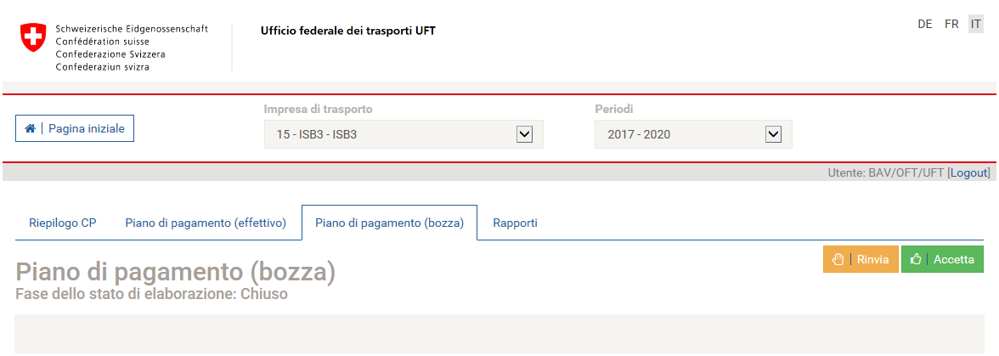 Schweizerische Eidgenossenschaft
Confédération suisse
Confederazione Svizzera
Confederaziun svizra
Ufficio federale dei trasporti UFT
DE FR IT
Pagina iniziale
Impresa di trasporto
15 - ISB3 - ISB3
Periodi
2017 - 2020
Utente: BAV/OFT/UFT [Logout]
Riepilogo CP Piano di pagamento (effettivo) Piano di pagamento (bozza) Rapporti
Rinvia Accetta
Piano di pagamento (bozza)
Fase dello stato di elaborazione: Chiuso